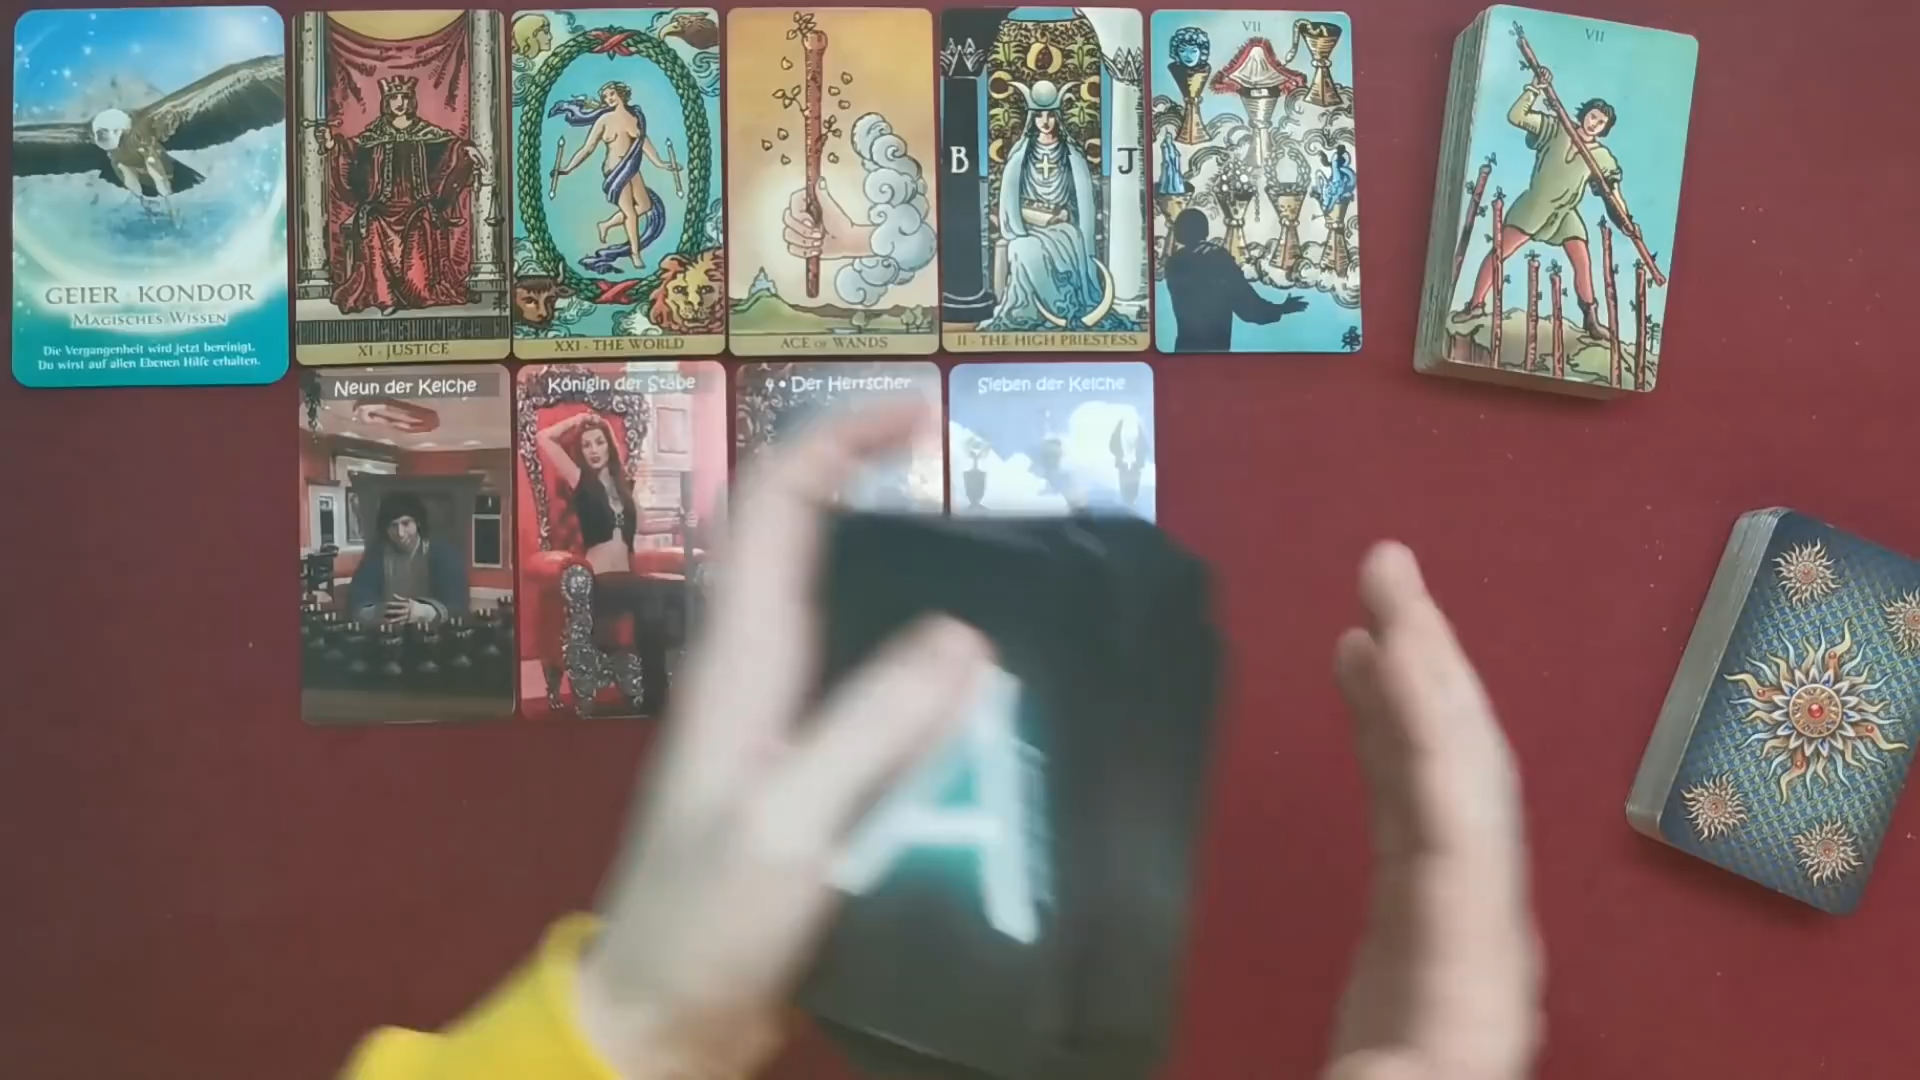 GEIER · KONDOR
MAGISCHES WISSEN
Die Vergangenheit wird jetzt bereinigt.
Du wirst auf allen Ebenen Hilfe erhalten.
XI · JUSTICE
XXI · THE WORLD
ACE OF WANDS
B
J
II · THE HIGH PRIESTESS
VII
VII
Neun der Kelche
Königin der Stäbe
4 • Der Herrscher
Sieben der Kelche
A